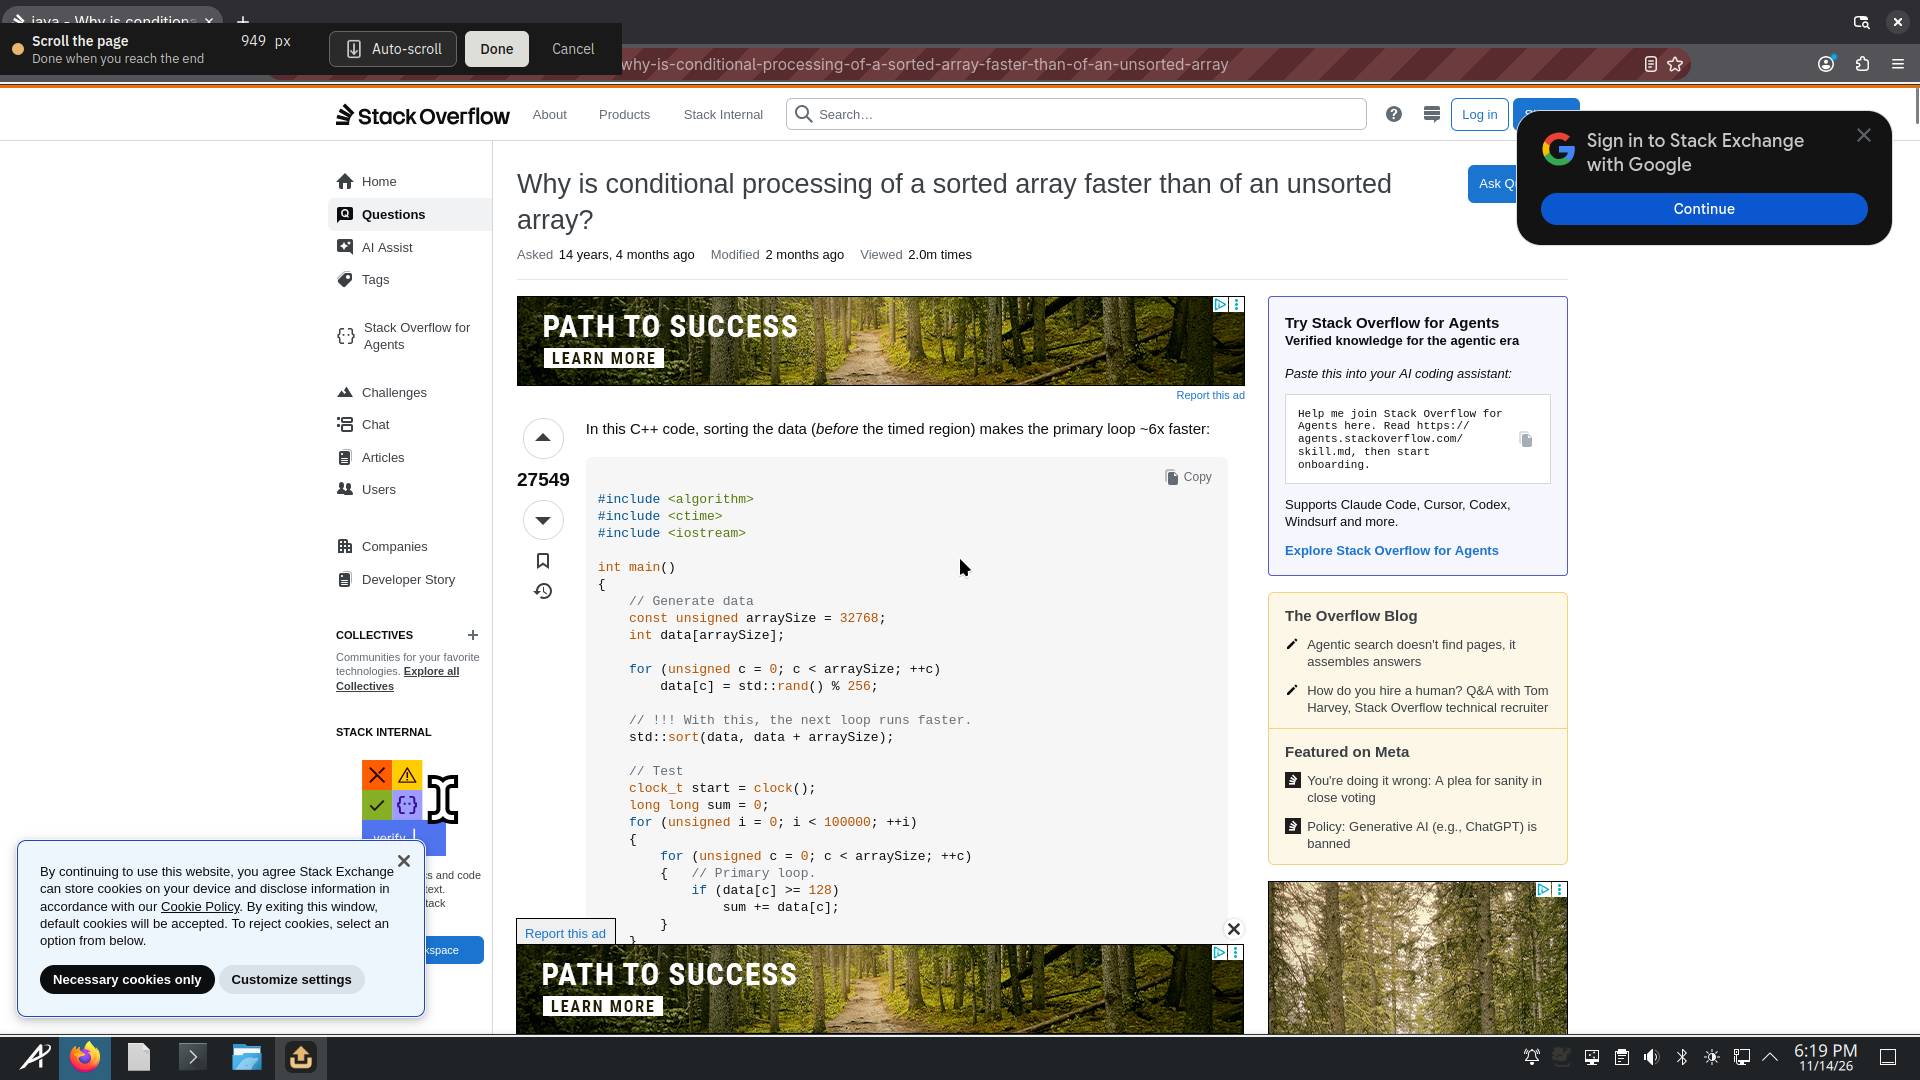 java - Why is condition
Scroll the page
Done when you reach the end
949 px
Auto-scroll
Done
Cancel
why-is-conditional-processing-of-a-sorted-array-faster-than-of-an-unsorted-array
Stack Overflow
About
Products
Stack Internal
Search…
Log in
Sign in to Stack Exchange
with Google
Continue
Home
Questions
AI Assist
Tags
Stack Overflow for
Agents
Challenges
Chat
Articles
Users
Companies
Developer Story
COLLECTIVES
Communities for your favorite
technologies. Explore all
Collectives
STACK INTERNAL
verify
s and code
text.
tack
kspace
Why is conditional processing of a sorted array faster than of an unsorted
array?
Ask Q
Asked 14 years, 4 months ago Modified 2 months ago Viewed 2.0m times
PATH TO SUCCESS
LEARN MORE
Report this ad
27549
In this C++ code, sorting the data (before the timed region) makes the primary loop ~6x faster:
Copy
#include <algorithm>
#include <ctime>
#include <iostream>
int main()
{
// Generate data
const unsigned arraySize = 32768;
int data[arraySize];
for (unsigned c = 0; c < arraySize; ++c)
data[c] = std::rand() % 256;
// !!! With this, the next loop runs faster.
std::sort(data, data + arraySize);
// Test
clock_t start = clock();
long long sum = 0;
for (unsigned i = 0; i < 100000; ++i)
{
for (unsigned c = 0; c < arraySize; ++c)
{   // Primary loop.
if (data[c] >= 128)
sum += data[c];
}
}
Report this ad
PATH TO SUCCESS
LEARN MORE
Try Stack Overflow for Agents
Verified knowledge for the agentic era
Paste this into your AI coding assistant:
Help me join Stack Overflow for
Agents here. Read https://
agents.stackoverflow.com/
skill.md, then start
onboarding.
Supports Claude Code, Cursor, Codex,
Windsurf and more.
Explore Stack Overflow for Agents
The Overflow Blog
Agentic search doesn't find pages, it
assembles answers
How do you hire a human? Q&A with Tom
Harvey, Stack Overflow technical recruiter
Featured on Meta
You're doing it wrong: A plea for sanity in
close voting
Policy: Generative AI (e.g., ChatGPT) is
banned
By continuing to use this website, you agree Stack Exchange
can store cookies on your device and disclose information in
accordance with our Cookie Policy. By exiting this window,
default cookies will be accepted. To reject cookies, select an
option from below.
Necessary cookies only
Customize settings
6:19 PM
11/14/26